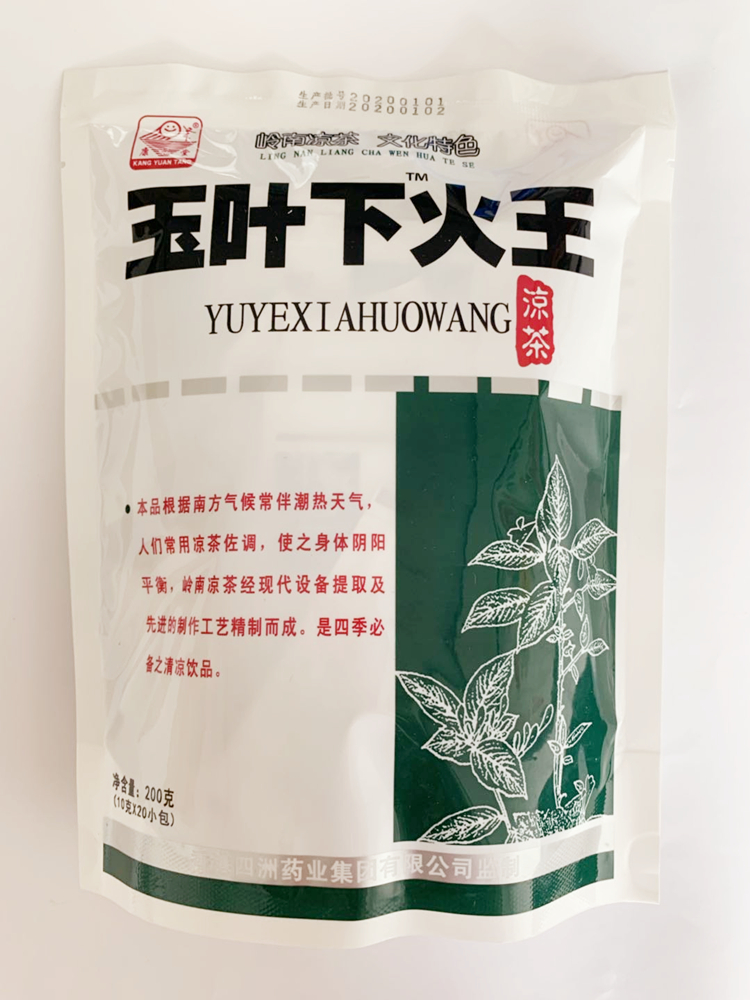 生产批号20200101
生产日期20200102
康元堂®
KANG YUAN TANG
岭南凉茶 文化特色
LING NAN LIANG CHA WEN HUA TE SE
玉叶下火王™
YUYEXIAHUOWANG
凉茶
• 本品根据南方气候常伴潮热天气，
人们常用凉茶佐调，使之身体阴阳
平衡，岭南凉茶经现代设备提取及
先进的制作工艺精制而成。是四季必
备之清凉饮品。
净含量：200克
（10克X20小包）
四洲药业集团有限公司监制